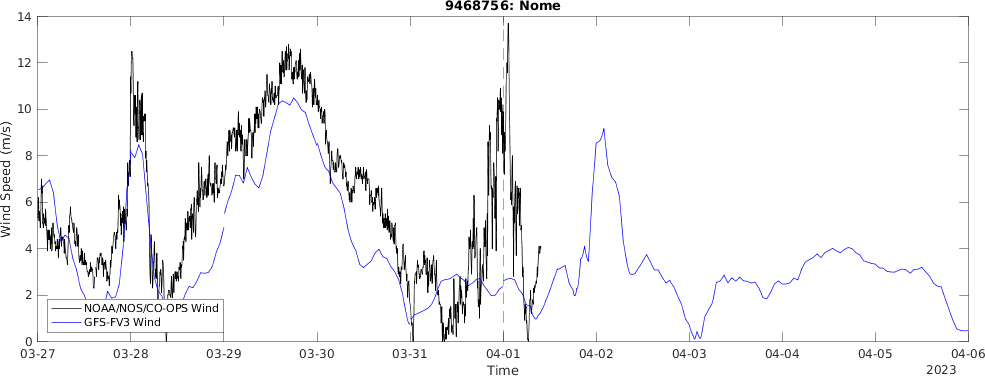 9468756: Nome
14
12
10
8
6
4
2
0
Wind Speed (m/s)
NOAA/NOS/CO-OPS Wind
GFS-FV3 Wind
03-27 03-28 03-29 03-30 03-31 04-01 04-02 04-03 04-04 04-05 04-06
Time
2023